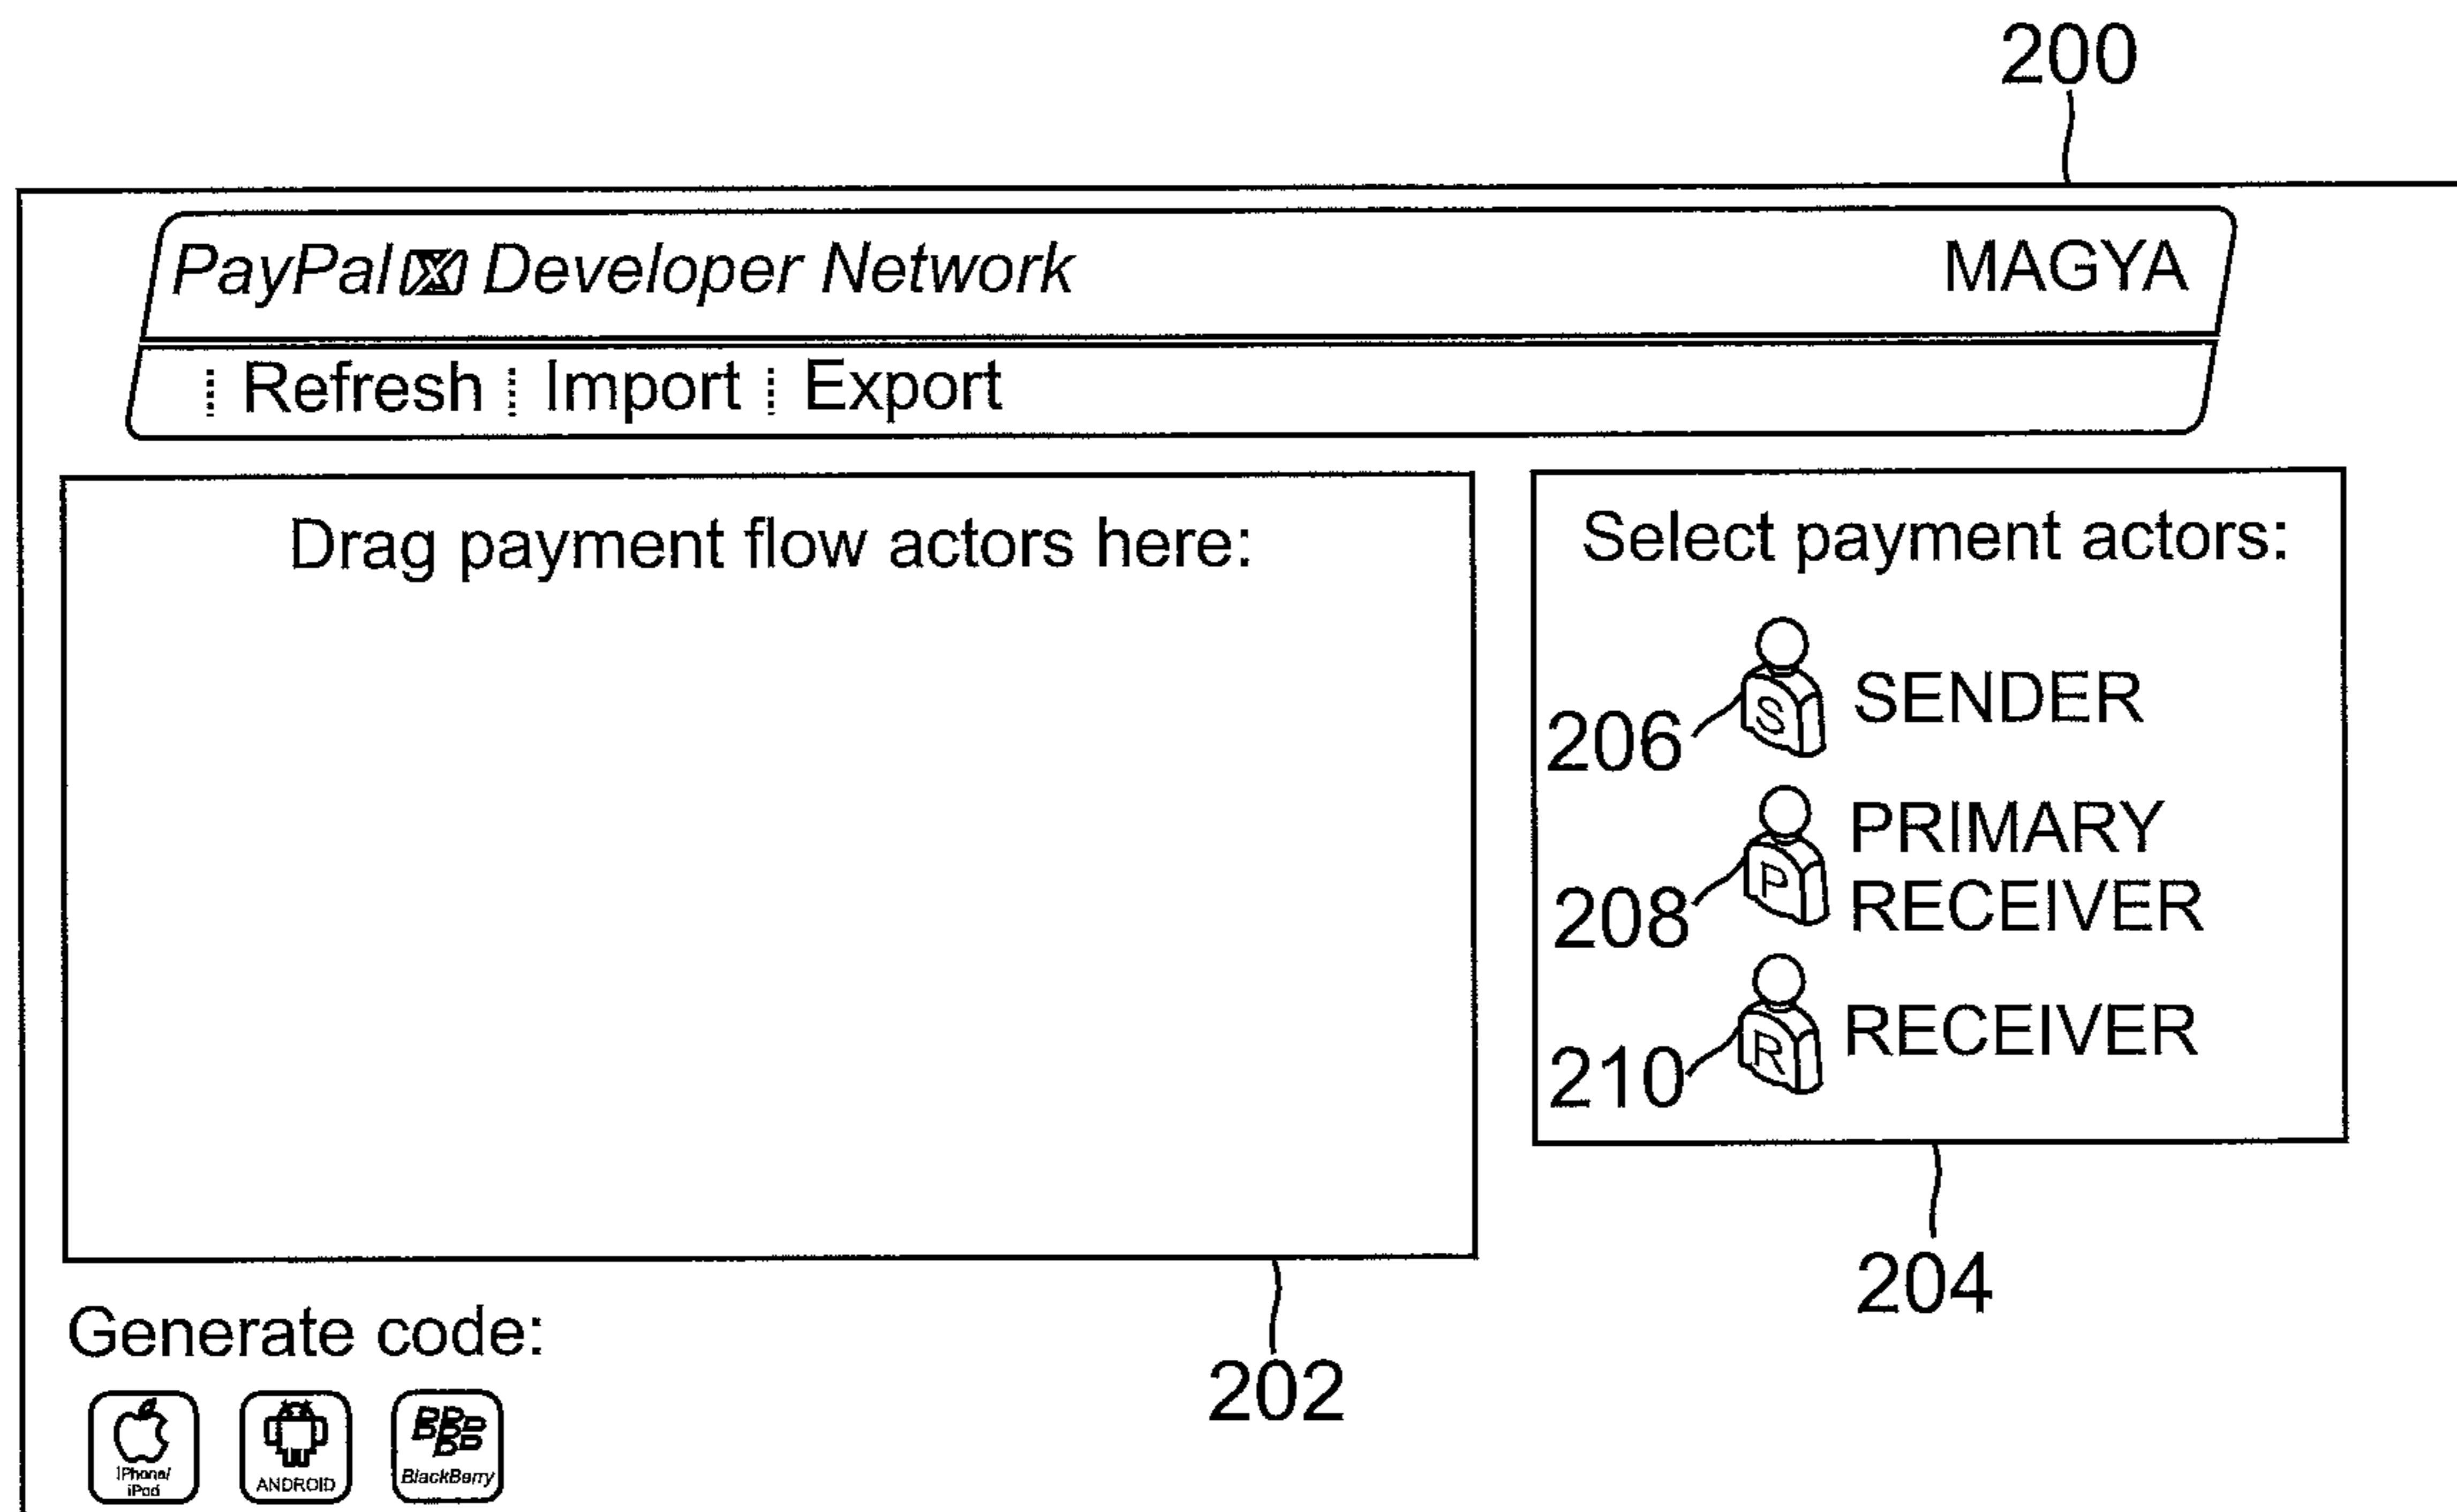 200
PayPal X Developer Network MAGYA
Refresh Import Export
Drag payment flow actors here:
Select payment actors:
S SENDER
206
P PRIMARY
RECEIVER
208
R RECEIVER
210
204
202
Generate code:
iPhone/
iPod
ANDROID
BlackBerry